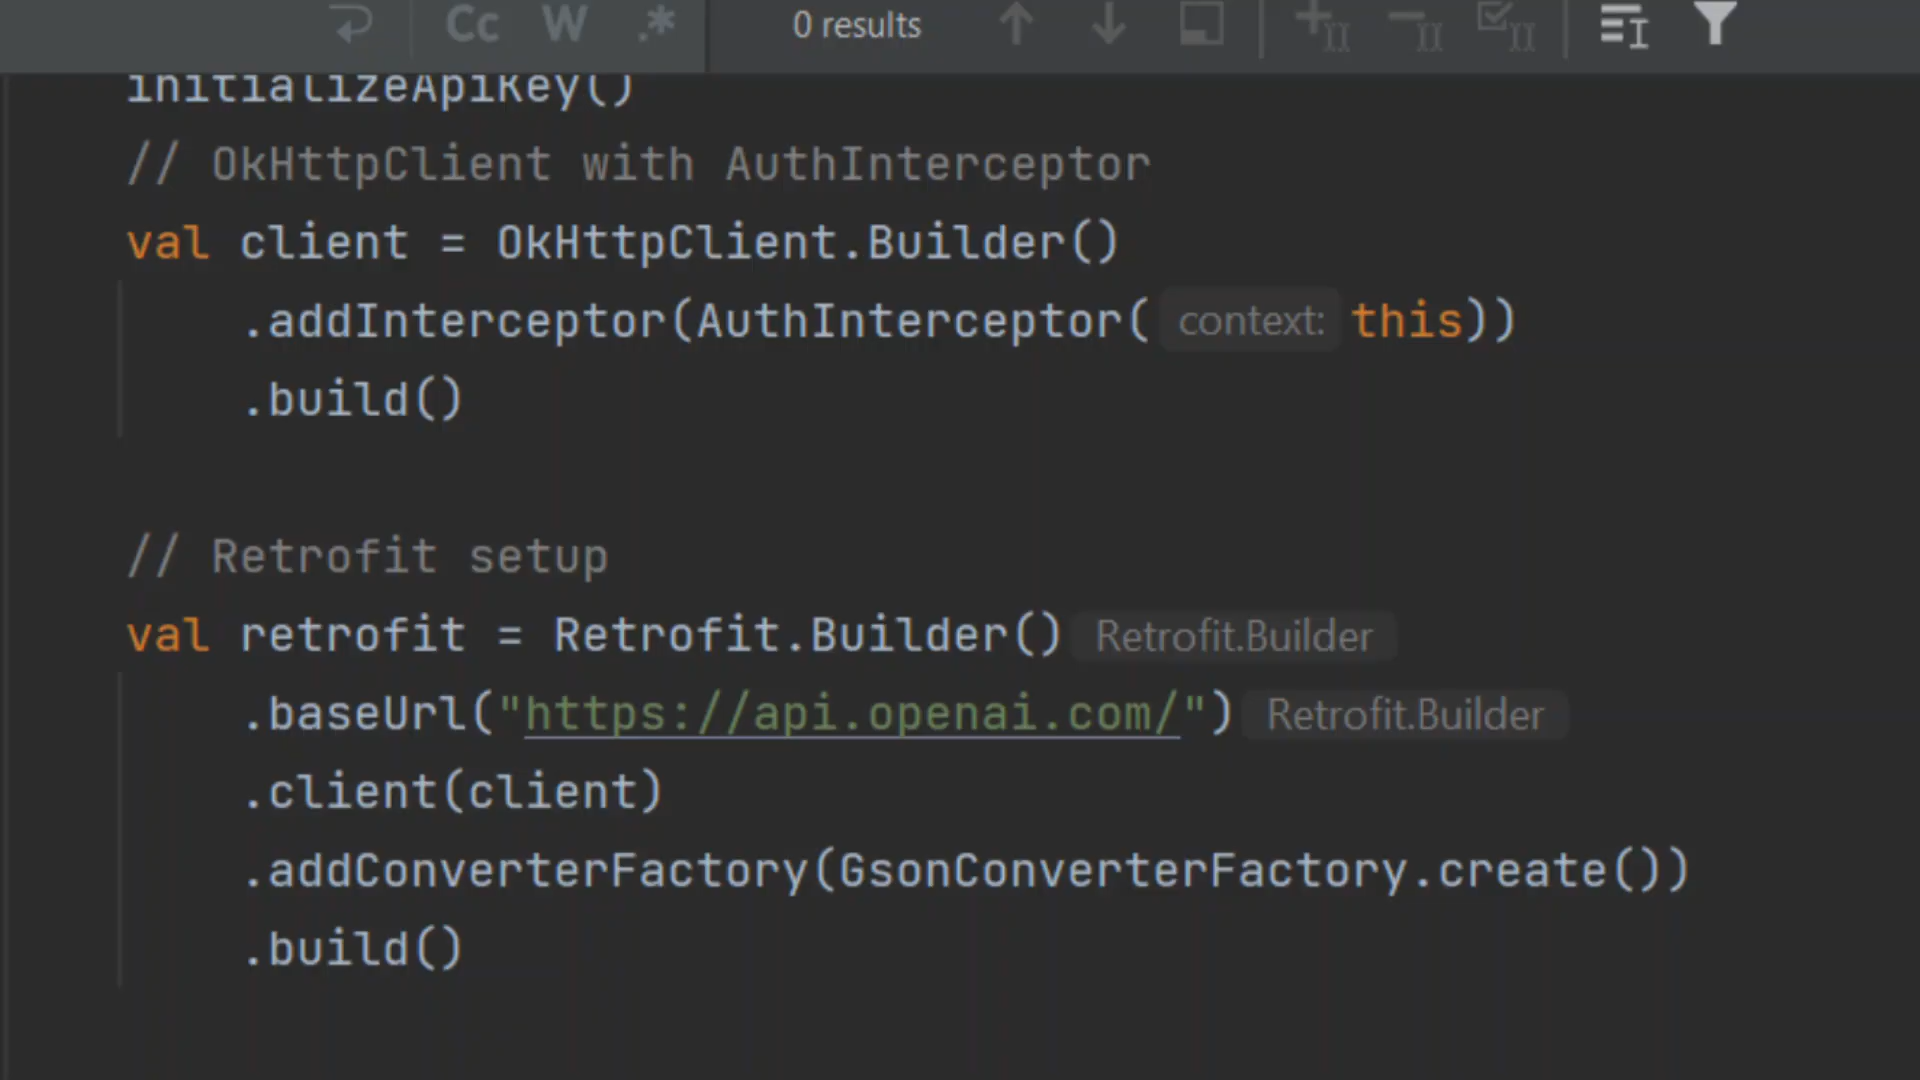 Cc W .* 0 results
initializeApiKey()
// OkHttpClient with AuthInterceptor
val client = OkHttpClient.Builder()
.addInterceptor(AuthInterceptor( context: this))
.build()
// Retrofit setup
val retrofit = Retrofit.Builder() Retrofit.Builder
.baseUrl("https://api.openai.com/") Retrofit.Builder
.client(client)
.addConverterFactory(GsonConverterFactory.create())
.build()